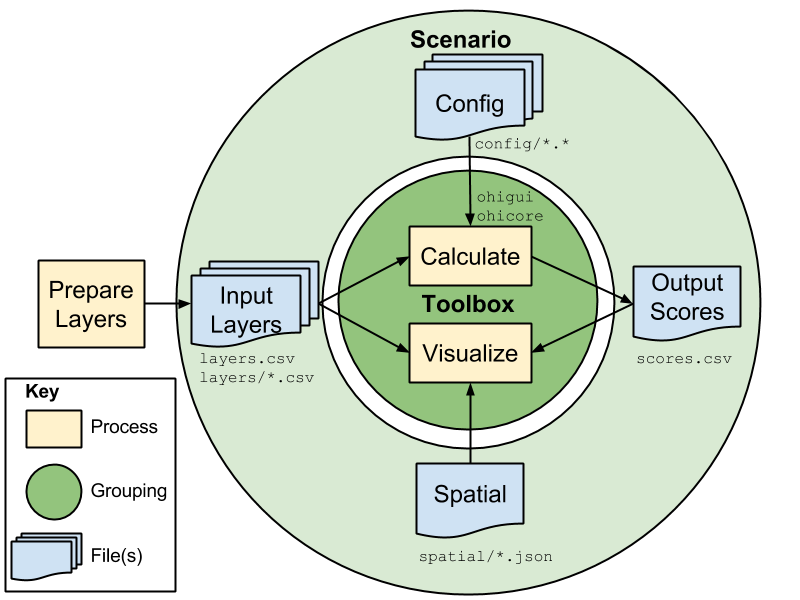 Scenario
Config
config/*.*
ohigui
ohicore
Calculate
Prepare
Layers
Input
Layers
layers.csv
layers/*.csv
Toolbox
Output
Scores
scores.csv
Visualize
Spatial
spatial/*.json
Key
Process
Grouping
File(s)